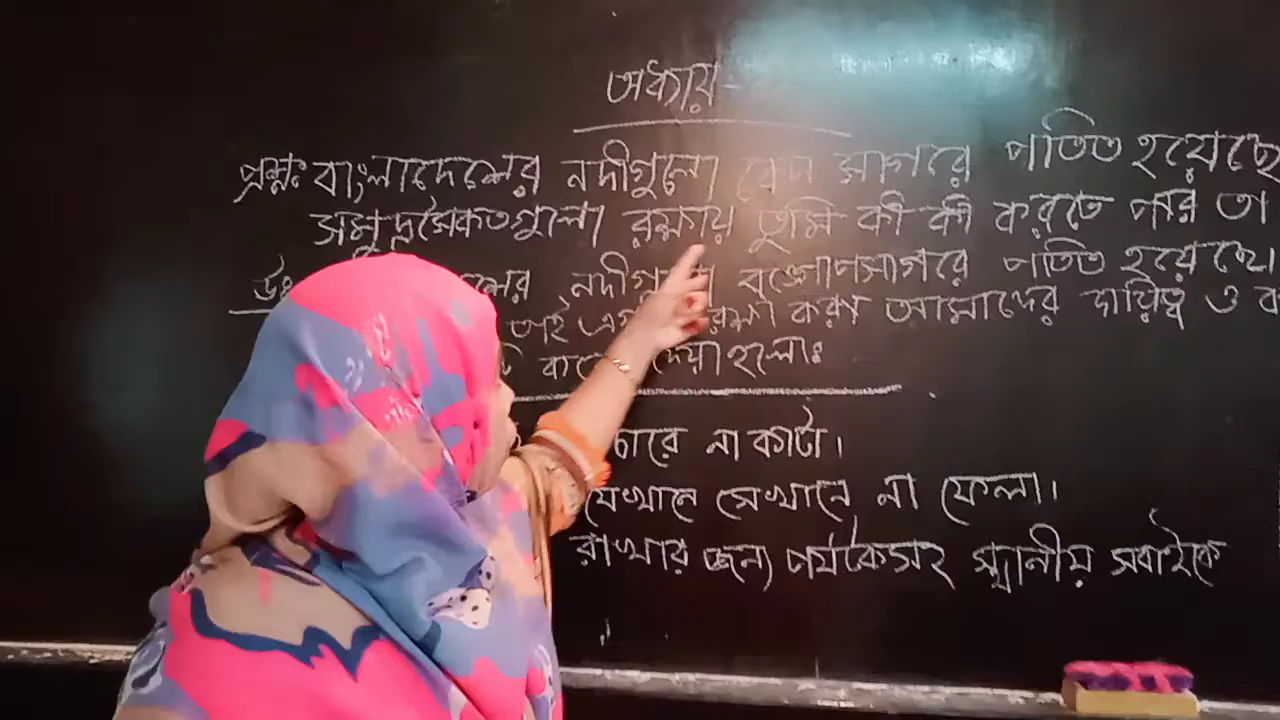 অধ্যায় -
প্রশ্নঃ বাংলাদেশের নদীগুলো কোন সাগরে পতিত হয়েছে
সমুদ্রসৈকতগুলো রক্ষায় তুমি কী কী করতে পার তা
উঃ শের নদীগুলো বঙ্গোপসাগরে পতিত হয়েছে।
তাই রক্ষা করা আমাদের দায়িত্ব ও
দেয়া হলোঃ
চারে না কাটা।
যেখানে সেখানে না ফেলা।
রাখার জন্য পর্যটকসহ স্থানীয় সবাইকে